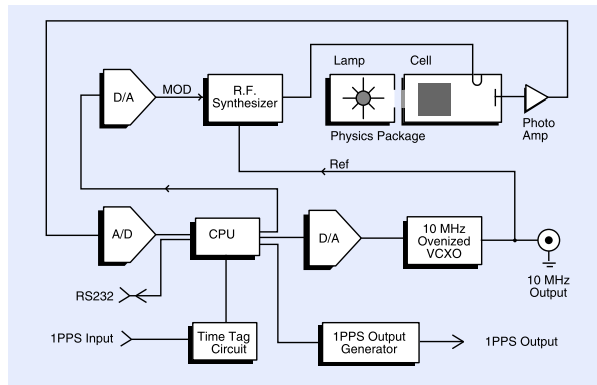 Lamp
Cell
D/A
MOD
R.F.
Synthesizer
Photo
Amp
Physics Package
Ref
A/D
CPU
D/A
10 MHz
Ovenized
VCXO
10 MHz
Output
RS232
1PPS Input
Time Tag
Circuit
1PPS Output
Generator
1PPS Output